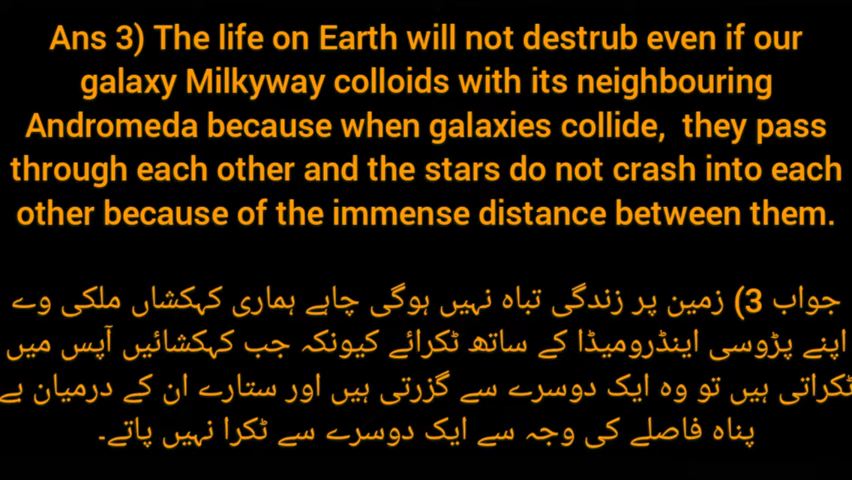 Ans 3) The life on Earth will not destrub even if our
galaxy Milkyway colloids with its neighbouring
Andromeda because when galaxies collide, they pass
through each other and the stars do not crash into each
other because of the immense distance between them.
جواب 3) زمین پر زندگی تباہ نہیں ہوگی چاہے ہماری کہکشاں ملکی وے
اپنے پڑوسی اینڈرومیڈا کے ساتھ ٹکرائے کیونکہ جب کہکشائیں آپس میں
ٹکراتی ہیں تو وہ ایک دوسرے سے گزرتی ہیں اور ستارے ان کے درمیان بے
پناہ فاصلے کی وجہ سے ایک دوسرے سے ٹکرا نہیں پاتے۔